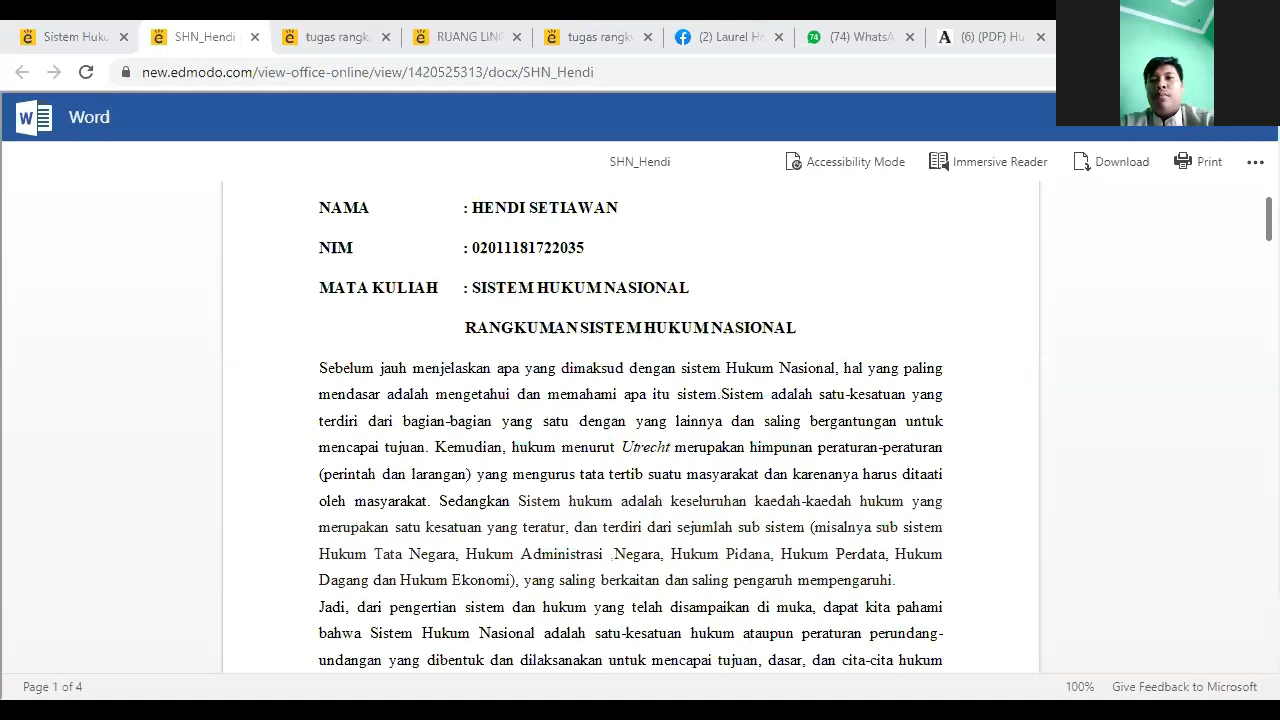 Sistem Huku
SHN_Hendi
tugas rangk
RUANG LING
tugas rangku
(2) Laurel He
(74) WhatsA
(6) (PDF) Hu
new.edmodo.com/view-office-online/view/1420525313/docx/SHN_Hendi
Word
SHN_Hendi
Accessibility Mode
Immersive Reader
Download
Print
NAMA : HENDI SETIAWAN
NIM : 02011181722035
MATA KULIAH : SISTEM HUKUM NASIONAL
RANGKUMAN SISTEM HUKUM NASIONAL
Sebelum jauh menjelaskan apa yang dimaksud dengan sistem Hukum Nasional, hal yang paling
mendasar adalah mengetahui dan memahami apa itu sistem.Sistem adalah satu-kesatuan yang
terdiri dari bagian-bagian yang satu dengan yang lainnya dan saling bergantungan untuk
mencapai tujuan. Kemudian, hukum menurut Utrecht merupakan himpunan peraturan-peraturan
(perintah dan larangan) yang mengurus tata tertib suatu masyarakat dan karenanya harus ditaati
oleh masyarakat. Sedangkan Sistem hukum adalah keseluruhan kaedah-kaedah hukum yang
merupakan satu kesatuan yang teratur, dan terdiri dari sejumlah sub sistem (misalnya sub sistem
Hukum Tata Negara, Hukum Administrasi Negara, Hukum Pidana, Hukum Perdata, Hukum
Dagang dan Hukum Ekonomi), yang saling berkaitan dan saling pengaruh mempengaruhi.
Jadi, dari pengertian sistem dan hukum yang telah disampaikan di muka, dapat kita pahami
bahwa Sistem Hukum Nasional adalah satu-kesatuan hukum ataupun peraturan perundang-
undangan yang dibentuk dan dilaksanakan untuk mencapai tujuan, dasar, dan cita-cita hukum
Page 1 of 4
100%
Give Feedback to Microsoft